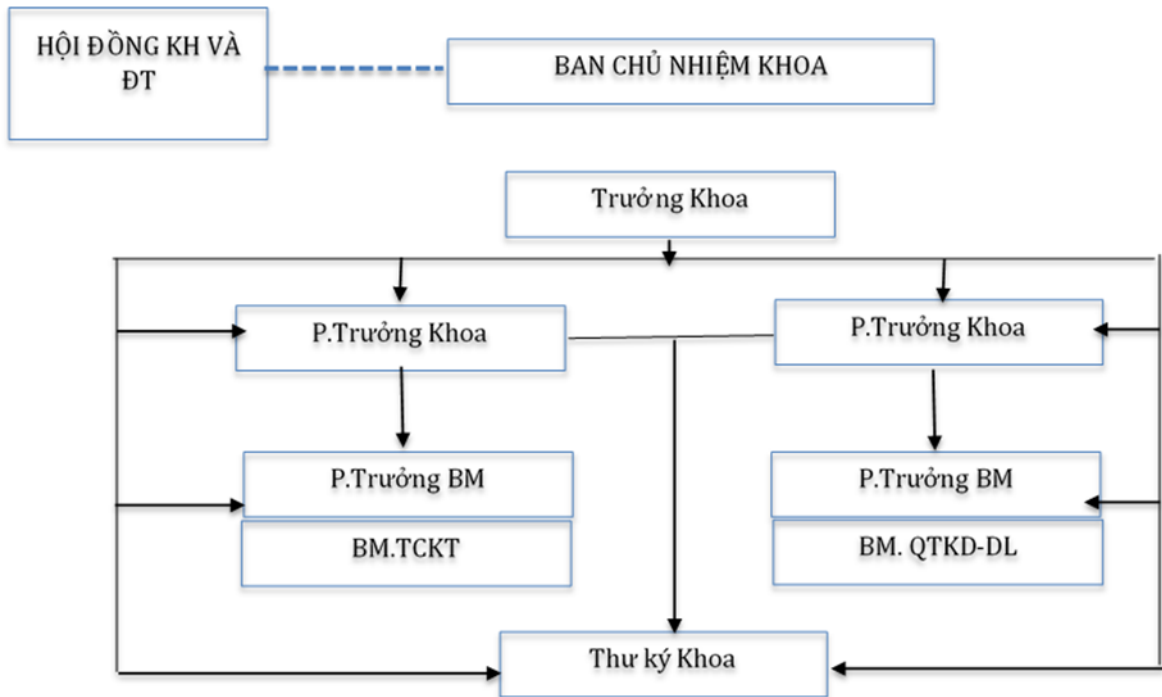 HỘI ĐỒNG KH VÀ
ĐT
BAN CHỦ NHIỆM KHOA
Trưởng Khoa
P.Trưởng Khoa
P.Trưởng Khoa
P.Trưởng BM
P.Trưởng BM
BM.TCKT
BM. QTKD-DL
Thư ký Khoa